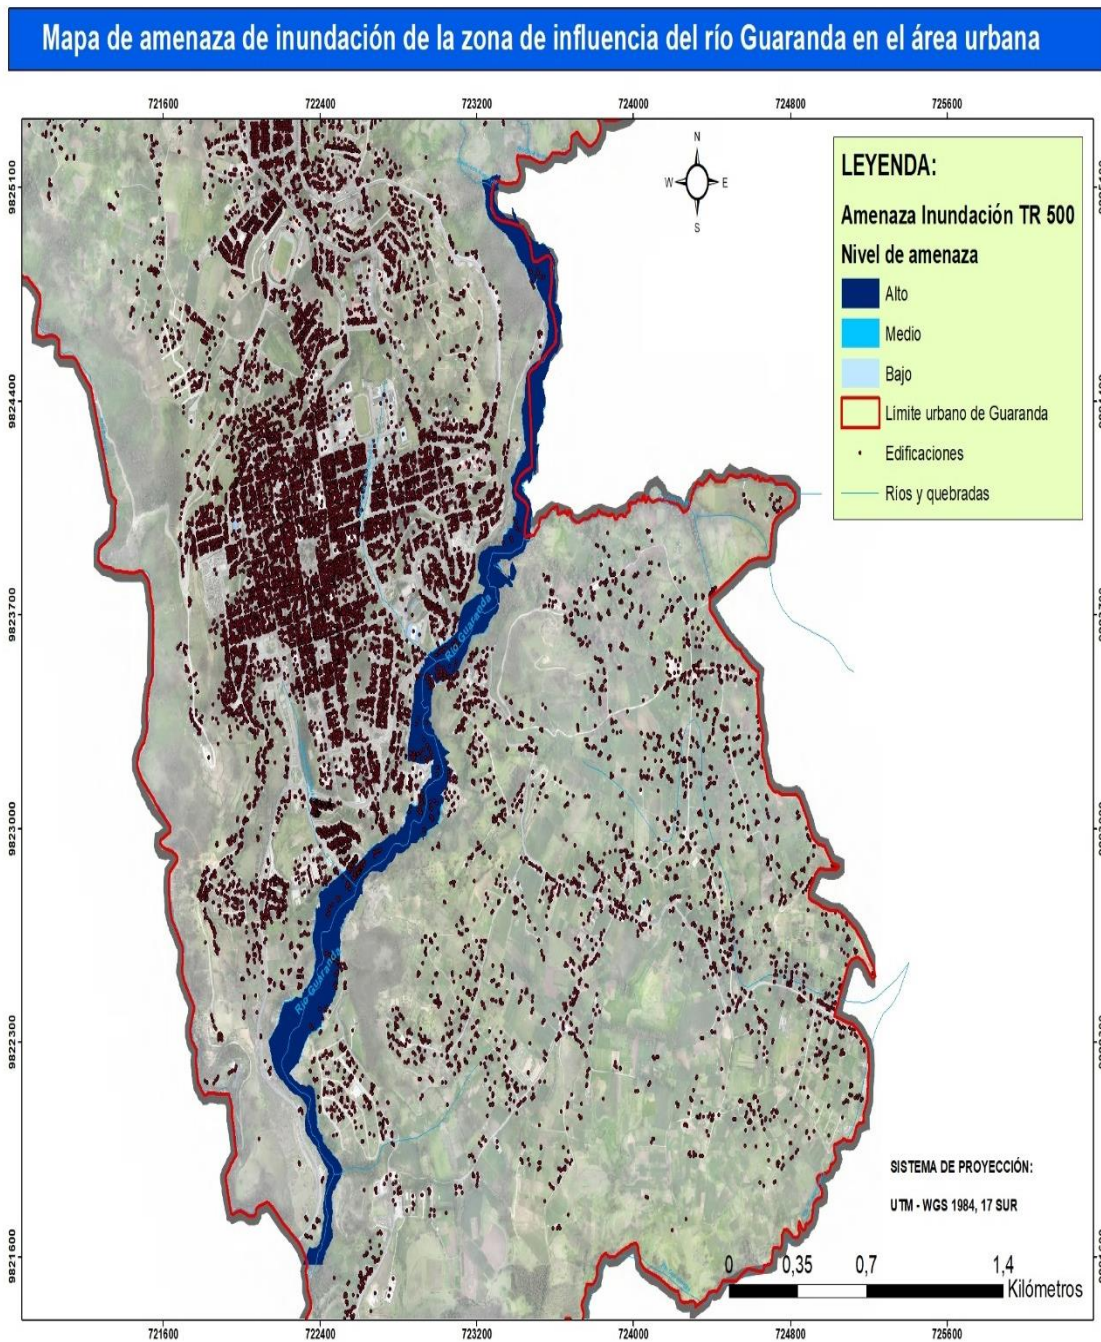 Mapa de amenaza de inundación de la zona de influencia del río Guaranda en el área urbana
721600 722400 723200 724000 724800 725600
N
W E
S
LEYENDA:
Amenaza Inundación TR 500
Nivel de amenaza
Alto
Medio
Bajo
Límite urbano de Guaranda
Edificaciones
Ríos y quebradas
9825100
9824400
9823700
9823000
9822300
9821600
Río Guaranda
Río Guaranda
SISTEMA DE PROYECCIÓN:
UTM - WGS 1984, 17 SUR
0 0,35 0,7 1,4
Kilómetros
721600 722400 723200 724000 724800 725600